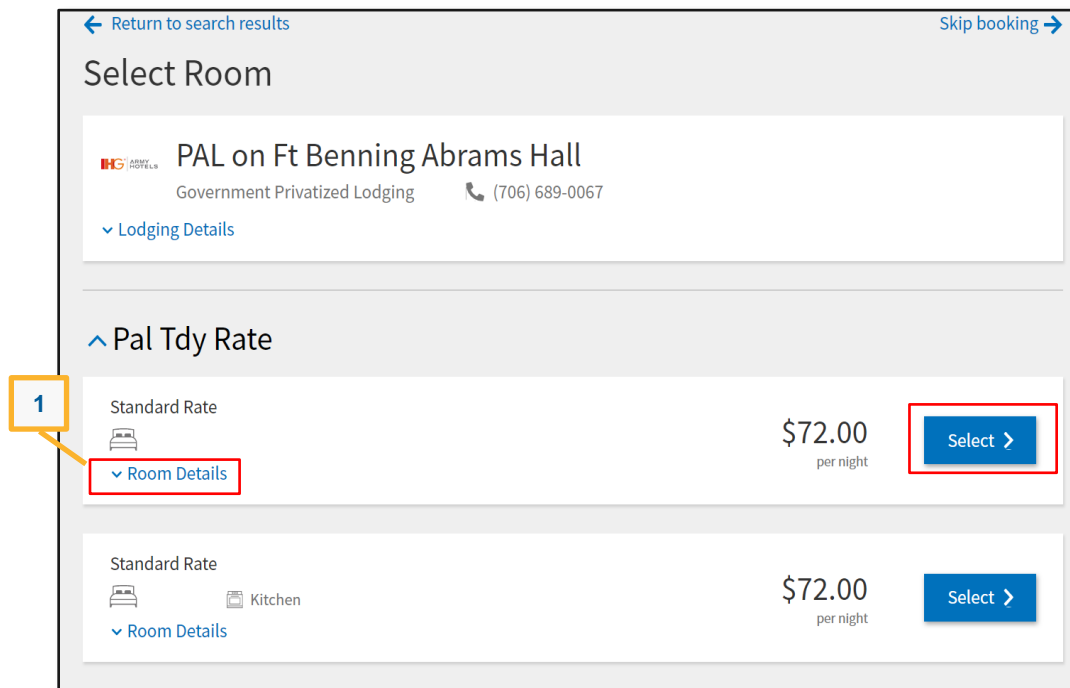 Return to search results
Skip booking
Select Room
IHG ARMY HOTELS
PAL on Ft Benning Abrams Hall
Government Privatized Lodging (706) 689-0067
Lodging Details
Pal Tdy Rate
1
Standard Rate
$72.00
Select
per night
Room Details
Standard Rate
$72.00
Select
Kitchen
per night
Room Details